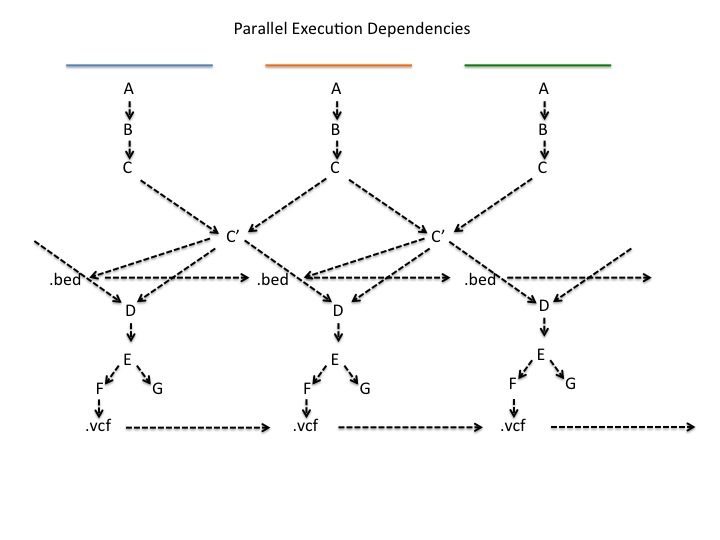 Parallel Execution Dependencies
A A A
B B B
C C C
C’ C’
.bed .bed .bed
D D D
E E E
F G F G F G
.vcf .vcf .vcf